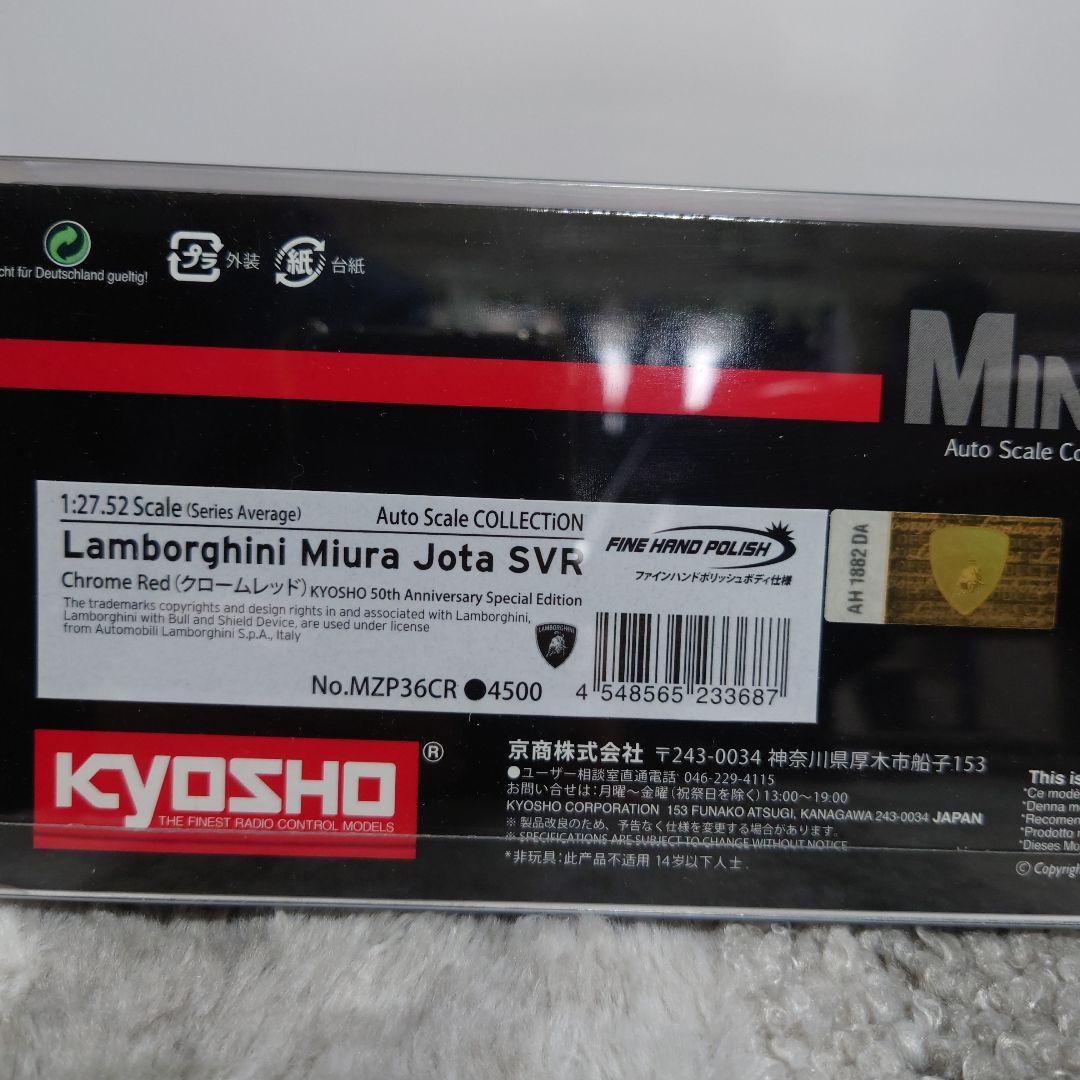 cht für Deutschland gueltig!
プラ 外装
紙 台紙
MIN
Auto Scale Co
1:27.52 Scale (Series Average)
Auto Scale COLLECTiON
Lamborghini Miura Jota SVR
Chrome Red (クロームレッド) KYOSHO 50th Anniversary Special Edition
The trademarks copyrights and design rights in and associated with Lamborghini,
Lamborghini with Bull and Shield Device, are used under license
from Automobili Lamborghini S.p.A., Italy
FINE HAND POLISH
ファインハンドポリッシュボディ仕様
AH 1882 DA
LAMBORGHINI
No.MZP36CR ●4500
4 548565 233687
KYOSHO ®
THE FINEST RADIO CONTROL MODELS
京商株式会社 〒243-0034 神奈川県厚木市船子153
●ユーザー相談室直通電話 046-229-4115
お問い合せは:月曜〜金曜(祝祭日を除く)13:00〜19:00
KYOSHO CORPORATION 153 FUNAKO ATSUGI, KANAGAWA 243-0034 JAPAN
※ 製品改良のため、予告なく仕様を変更する場合があります.
※ SPECIFICATIONS ARE SUBJECT TO CHANGE WITHOUT NOTICE
*非玩具:此产品不适用 14岁以下人士.
This is
*Ce modè
*Denna m
*Recomen
*Prodotto n
*Dieses Mo
© Copyrigh